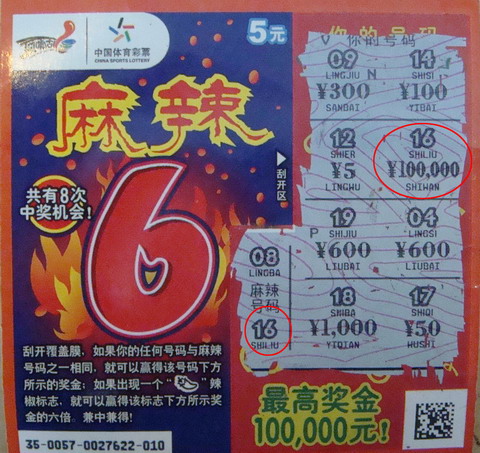 中国体育彩票
CHINA SPORTS LOTTERY
5元
麻辣
6
共有8次
中奖机会!
刮开区
你的号码
你的号码
09
LINGJIU
N
¥300
SANBAI
14
SHISI
¥100
YIBAI
12
SHIER
¥5
LINGWU
16
SHILIU
¥100,000
SHIWAN
19
SHIJIU
P
¥600
LIUBAI
04
LINGSI
¥600
LIUBAI
08
LINGBA
麻辣
号码
16
SHILIU
18
SHIBA
¥1,000
YIQIAN
17
SHIQI
¥50
WUSHI
刮开覆盖膜，如果你的任何号码与麻辣
号码之一相同，就可以赢得该号码下方
所示的奖金；如果出现一个“ ”辣
椒标志，就可以赢得该标志下方所示奖
金的六倍。兼中兼得!
最高奖金
100,000元!
35-0057-0027622-010